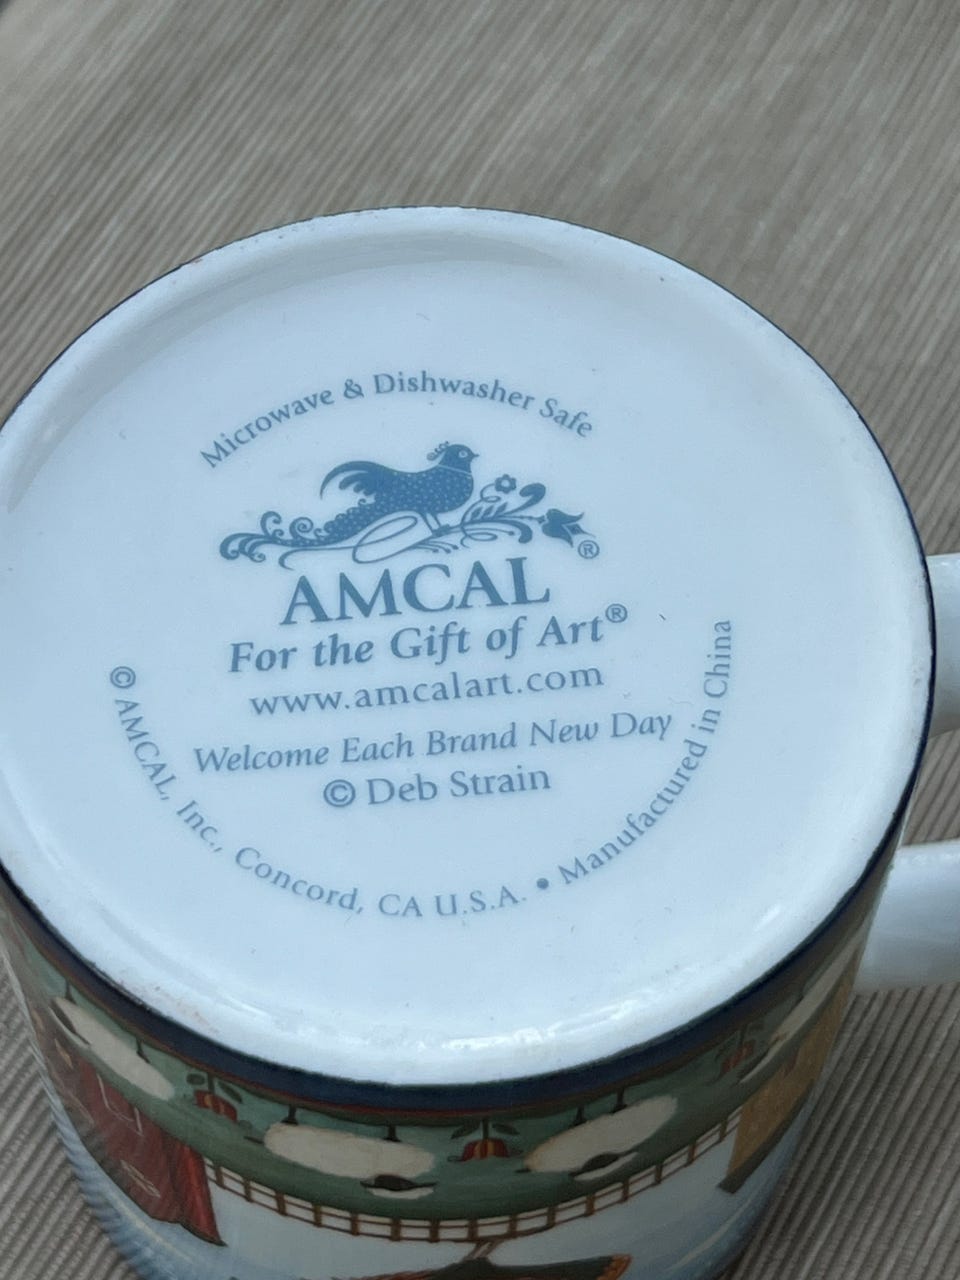 Microwave & Dishwasher Safe
®
AMCAL
For the Gift of Art®
www.amcalart.com
Welcome Each Brand New Day
© Deb Strain
© AMCAL, Inc., Concord, CA U.S.A. • Manufactured in China